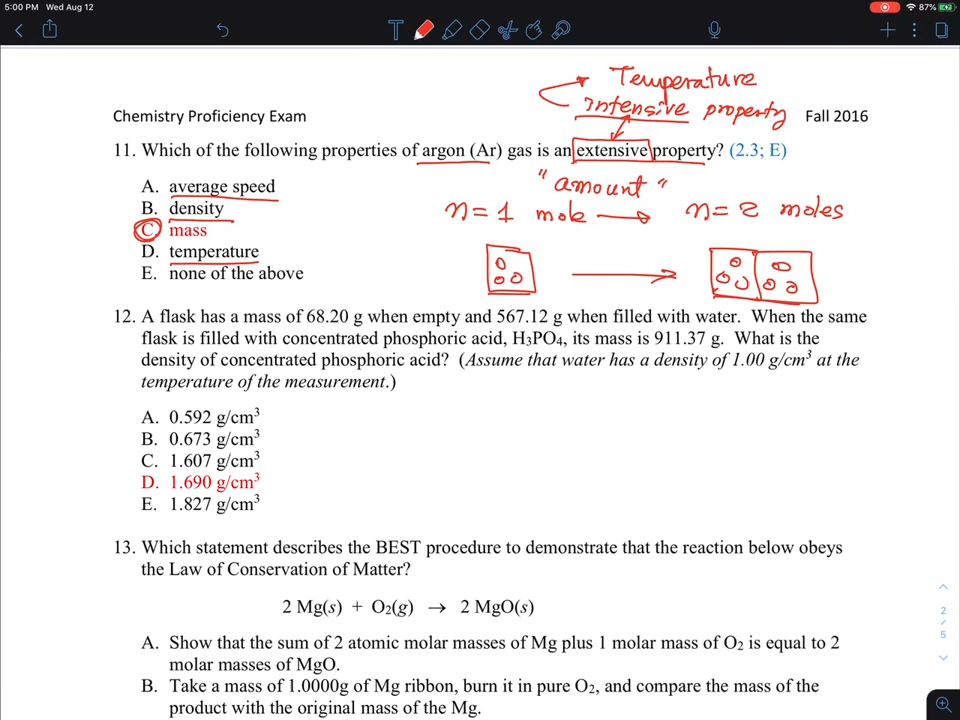 5:00 PM Wed Aug 12
87%
Temperature
Chemistry Proficiency Exam intensive property Fall 2016
11. Which of the following properties of argon (Ar) gas is an extensive property? (2.3; E)
A. average speed
"amount"
B. density
n = 1 mole → n = 2 moles
C. mass
D. temperature
E. none of the above
12. A flask has a mass of 68.20 g when empty and 567.12 g when filled with water. When the same
flask is filled with concentrated phosphoric acid, H₃PO₄, its mass is 911.37 g. What is the
density of concentrated phosphoric acid? (Assume that water has a density of 1.00 g/cm³ at the
temperature of the measurement.)
A. 0.592 g/cm³
B. 0.673 g/cm³
C. 1.607 g/cm³
D. 1.690 g/cm³
E. 1.827 g/cm³
13. Which statement describes the BEST procedure to demonstrate that the reaction below obeys
the Law of Conservation of Matter?
2 Mg(s) + O₂(g) → 2 MgO(s)
A. Show that the sum of 2 atomic molar masses of Mg plus 1 molar mass of O₂ is equal to 2
molar masses of MgO.
B. Take a mass of 1.0000g of Mg ribbon, burn it in pure O₂, and compare the mass of the
product with the original mass of the Mg.
2
/
5